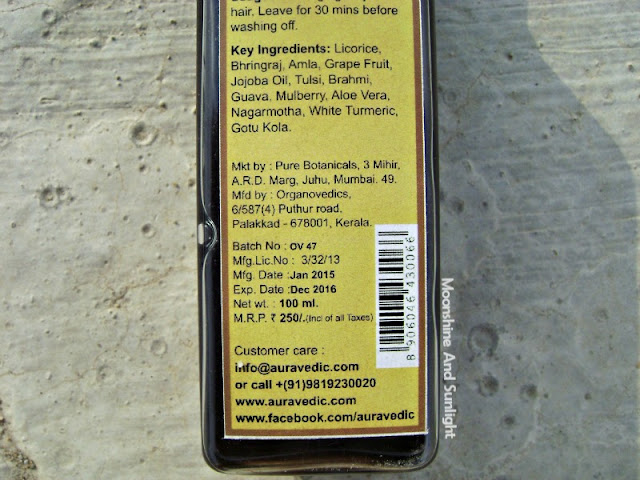 hair. Leave for 30 mins before
washing off.
Key Ingredients: Licorice,
Bhringraj, Amla, Grape Fruit,
Jojoba Oil, Tulsi, Brahmi,
Guava. Mulberry, Aloe Vera,
Nagarmotha, White Turmeric,
Gotu Kola.
Mkt by : Pure Botanicals, 3 Mihir,
A.R.D. Marg, Juhu, Mumbai. 49.
Mfd by : Organovedics,
6/587(4) Puthur road,
Palakkad - 678001, Kerala.
Batch No : OV 47
Mfg.Lic.No : 3/32/13
Mfg. Date :Jan 2015
Exp. Date :Dec 2016
Net wt. : 100 ml.
M.R.P. ₹ 250/.(Incl of all Taxes)
8 906046 430066
Customer care :
info@auravedic.com
or call +(91)9819230020
www.auravedic.com
www.facebook.com/auravedic
Moonshine And Sunlight